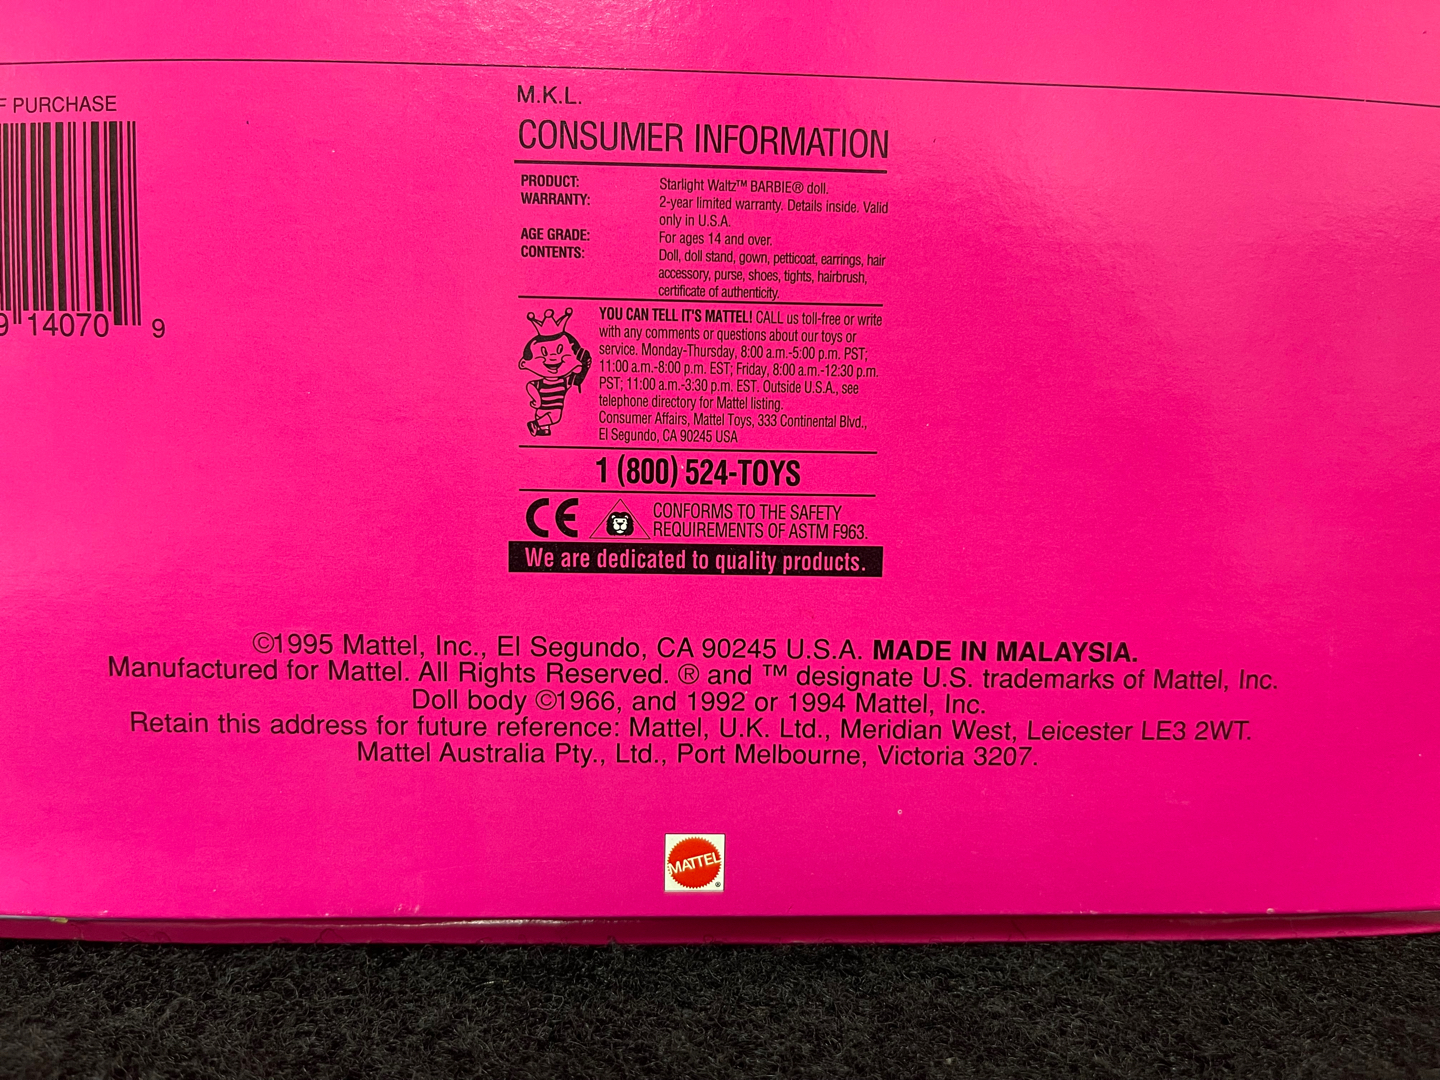 F PURCHASE
9 14070 9
M.K.L.
CONSUMER INFORMATION
PRODUCT: Starlight Waltz™ BARBIE® doll.
WARRANTY: 2-year limited warranty. Details inside. Valid
only in U.S.A.
AGE GRADE: For ages 14 and over.
CONTENTS: Doll, doll stand, gown, petticoat, earrings, hair
accessory, purse, shoes, tights, hairbrush,
certificate of authenticity.
YOU CAN TELL IT'S MATTEL! CALL us toll-free or write
with any comments or questions about our toys or
service. Monday-Thursday, 8:00 a.m.-5:00 p.m. PST;
11:00 a.m.-8:00 p.m. EST; Friday, 8:00 a.m.-12:30 p.m.
PST; 11:00 a.m.-3:30 p.m. EST. Outside U.S.A., see
telephone directory for Mattel listing.
Consumer Affairs, Mattel Toys, 333 Continental Blvd.,
El Segundo, CA 90245 USA
1 (800) 524-TOYS
CE CONFORMS TO THE SAFETY
REQUIREMENTS OF ASTM F963.
We are dedicated to quality products.
©1995 Mattel, Inc., El Segundo, CA 90245 U.S.A. MADE IN MALAYSIA.
Manufactured for Mattel. All Rights Reserved. ® and ™ designate U.S. trademarks of Mattel, Inc.
Doll body ©1966, and 1992 or 1994 Mattel, Inc.
Retain this address for future reference: Mattel, U.K. Ltd., Meridian West, Leicester LE3 2WT.
Mattel Australia Pty., Ltd., Port Melbourne, Victoria 3207.
MATTEL®